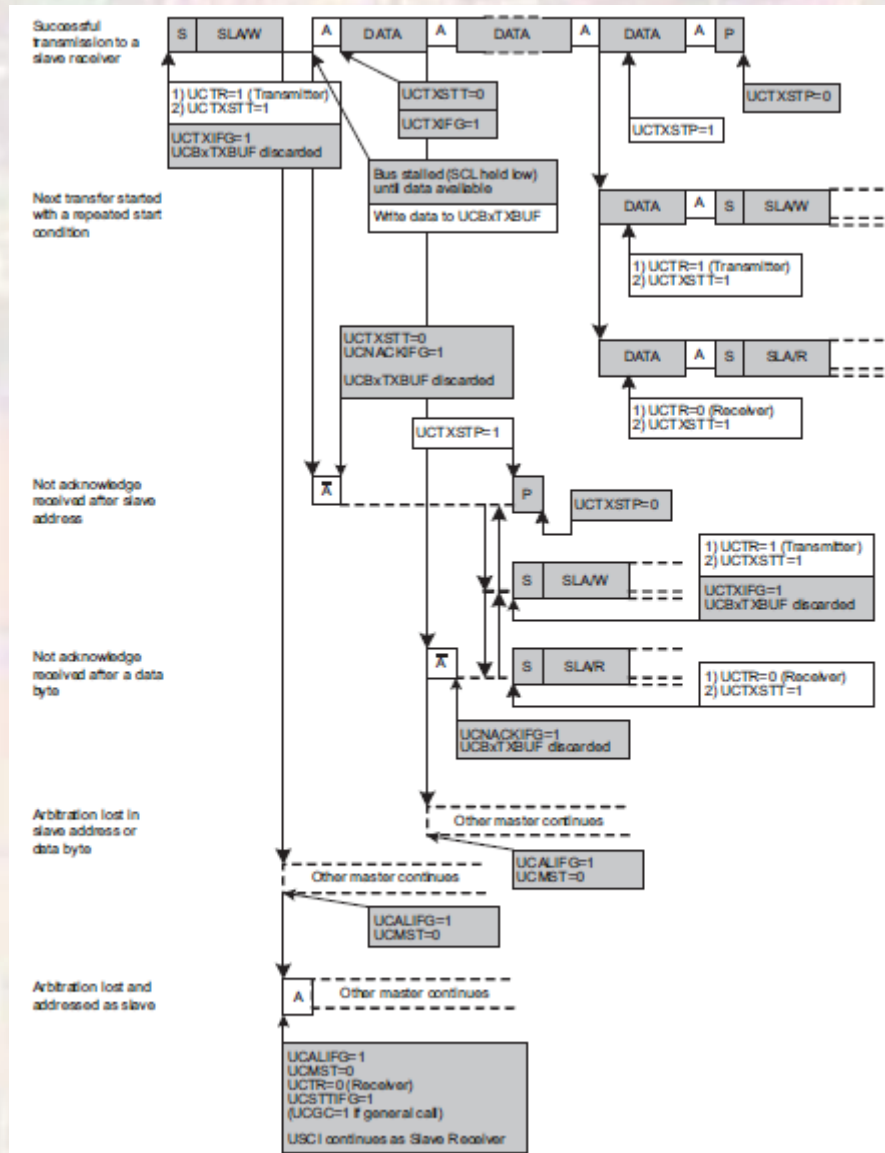 Successful
transmission to a
slave receiver
S SLA/W A DATA A DATA A DATA A P
1) UCTR=1 (Transmitter)
2) UCTXSTT=1
UCTXIFG=1
UCBxTXBUF discarded
UCTXSTT=0
UCTXIFG=1
UCTXSTP=1
UCTXSTP=0
Bus stalled (SCL held low)
until data available
Write data to UCBxTXBUF
Next transfer started
with a repeated start
condition
DATA A S SLA/W
1) UCTR=1 (Transmitter)
2) UCTXSTT=1
DATA A S SLA/R
1) UCTR=0 (Receiver)
2) UCTXSTT=1
UCTXSTT=0
UCNACKIFG=1
UCBxTXBUF discarded
UCTXSTP=1
Not acknowledge
received after slave
address
A̅ P
UCTXSTP=0
S SLA/W
1) UCTR=1 (Transmitter)
2) UCTXSTT=1
UCTXIFG=1
UCBxTXBUF discarded
Not acknowledge
received after a data
byte
A̅ S SLA/R
1) UCTR=0 (Receiver)
2) UCTXSTT=1
UCNACKIFG=1
UCBxTXBUF discarded
Arbitration lost in
slave address or
data byte
Other master continues
UCALIFG=1
UCMST=0
Other master continues
UCALIFG=1
UCMST=0
Arbitration lost and
addressed as slave
A Other master continues
UCALIFG=1
UCMST=0
UCTR=0 (Receiver)
UCSTTIFG=1
(UCGC=1 if general call)
USCI continues as Slave Receiver